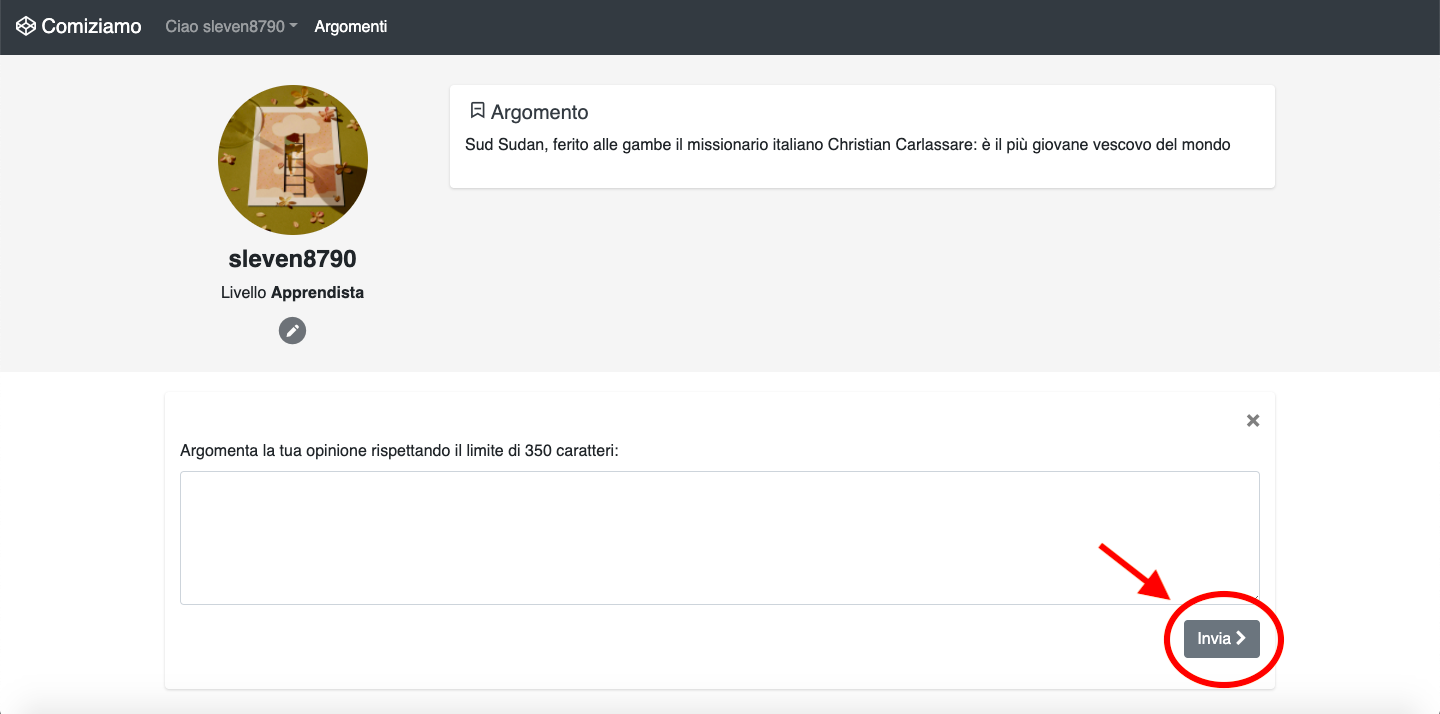 Comiziamo Ciao sleven8790 Argomenti
Argomento
Sud Sudan, ferito alle gambe il missionario italiano Christian Carlassare: è il più giovane vescovo del mondo
sleven8790
Livello Apprendista
Argomenta la tua opinione rispettando il limite di 350 caratteri:
Invia